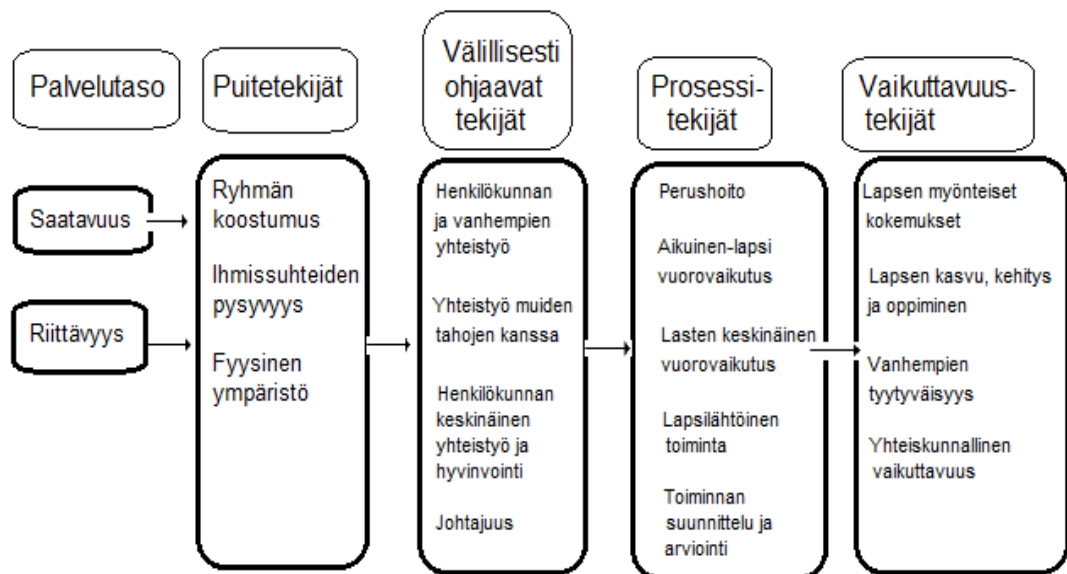 Palvelutaso
Saatavuus
Riittävyys
Puitetekijät
Ryhmän
koostumus
Ihmissuhteiden
pysyvyys
Fyysinen
ympäristö
Välillisesti
ohjaavat
tekijät
Henkilökunnan
ja vanhempien
yhteistyö
Yhteistyö muiden
tahojen kanssa
Henkilökunnan
keskinäinen
yhteistyö ja
hyvinvointi
Johtajuus
Prosessi-
tekijät
Perushoito
Aikuinen-lapsi
vuorovaikutus
Lasten keskinäinen
vuorovaikutus
Lapsilähtöinen
toiminta
Toiminnan
suunnittelu ja
arviointi
Vaikuttavuus-
tekijät
Lapsen myönteiset
kokemukset
Lapsen kasvu, kehitys
ja oppiminen
Vanhempien
tyytyväisyys
Yhteiskunnallinen
vaikuttavuus